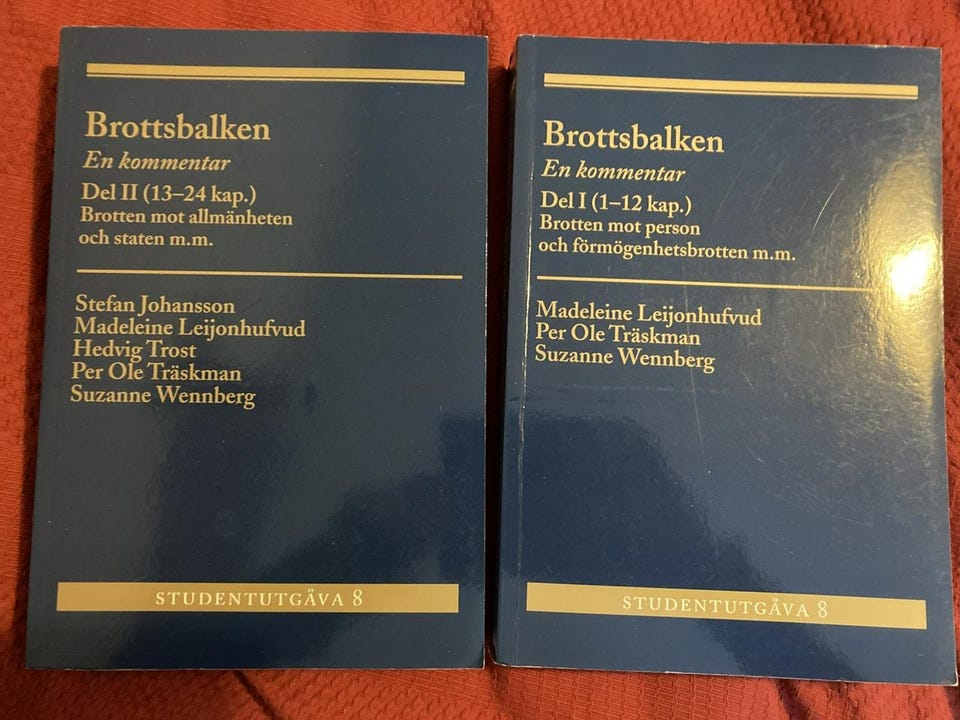 Brottsbalken
En kommentar
Del II (13–24 kap.)
Brotten mot allmänheten
och staten m.m.
Stefan Johansson
Madeleine Leijonhufvud
Hedvig Trost
Per Ole Träskman
Suzanne Wennberg
STUDENTUTGÅVA 8
Brottsbalken
En kommentar
Del I (1–12 kap.)
Brotten mot person
och förmögenhetsbrotten m.m.
Madeleine Leijonhufvud
Per Ole Träskman
Suzanne Wennberg
STUDENTUTGÅVA 8